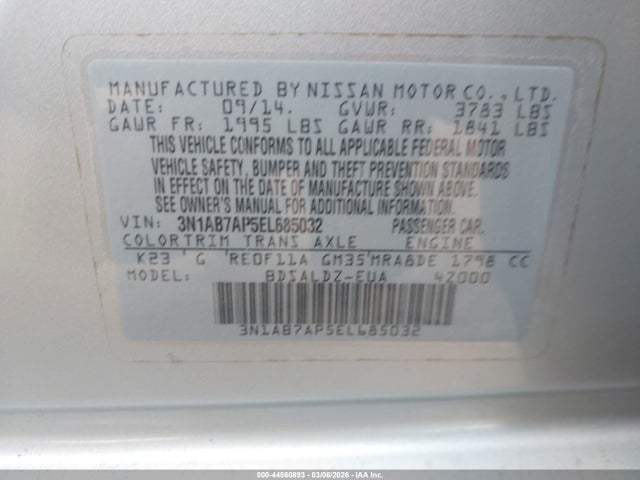 MANUFACTURED BY NISSAN MOTOR CO., LTD.
DATE: 09/14. GVWR: 3783 LBS
GAWR FR: 1995 LBS GAWR RR: 1841 LBS
THIS VEHICLE CONFORMS TO ALL APPLICABLE FEDERAL MOTOR
VEHICLE SAFETY, BUMPER AND THEFT PREVENTION STANDARDS
IN EFFECT ON THE DATE OF MANUFACTURE SHOWN ABOVE.
SEE OWNER'S MANUAL FOR ADDITIONAL INFORMATION.
VIN: 3N1AB7AP5EL685032 PASSENGER CAR.
COLOR TRIM TRANS AXLE ENGINE
K23 G RE0F11A GM35 MRA8DE 1798 CC
MODEL: BDSALDZ-EUA 4Z000
3N1AB7AP5EL685032
000-44560893 | 03/06/2026 | IAA Inc.